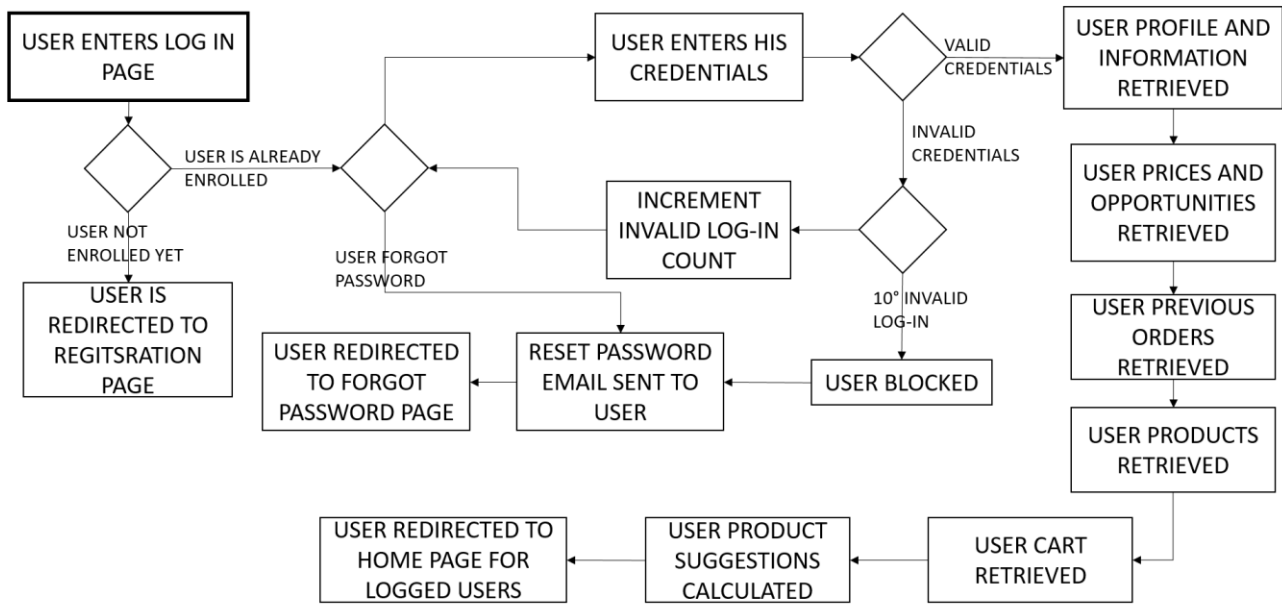 USER ENTERS LOG IN
PAGE
USER ENTERS HIS
CREDENTIALS
VALID
CREDENTIALS
USER PROFILE AND
INFORMATION
RETRIEVED
USER IS ALREADY
ENROLLED
INVALID
CREDENTIALS
USER PRICES AND
OPPORTUNITIES
RETRIEVED
INCREMENT
INVALID LOG-IN
COUNT
USER NOT
ENROLLED YET
USER FORGOT
PASSWORD
10° INVALID
LOG-IN
USER IS
REDIRECTED TO
REGITSRATION
PAGE
USER REDIRECTED
TO FORGOT
PASSWORD PAGE
RESET PASSWORD
EMAIL SENT TO
USER
USER BLOCKED
USER PREVIOUS
ORDERS
RETRIEVED
USER PRODUCTS
RETRIEVED
USER REDIRECTED TO
HOME PAGE FOR
LOGGED USERS
USER PRODUCT
SUGGESTIONS
CALCULATED
USER CART
RETRIEVED